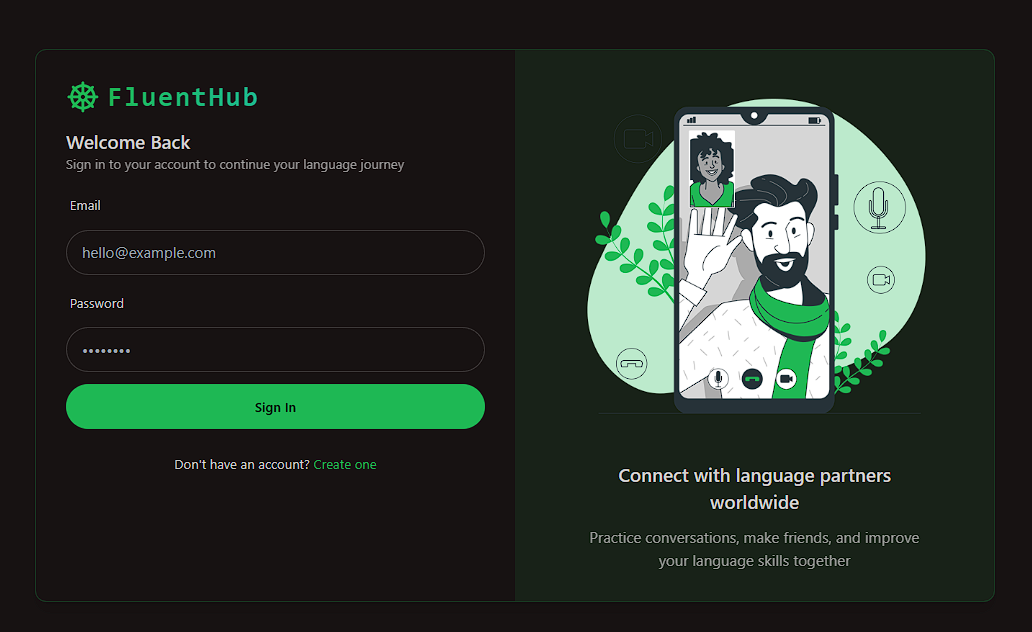 FluentHub
Welcome Back
Sign in to your account to continue your language journey
Email
hello@example.com
Password
••••••••
Sign In
Don't have an account? Create one
Connect with language partners
worldwide
Practice conversations, make friends, and improve
your language skills together